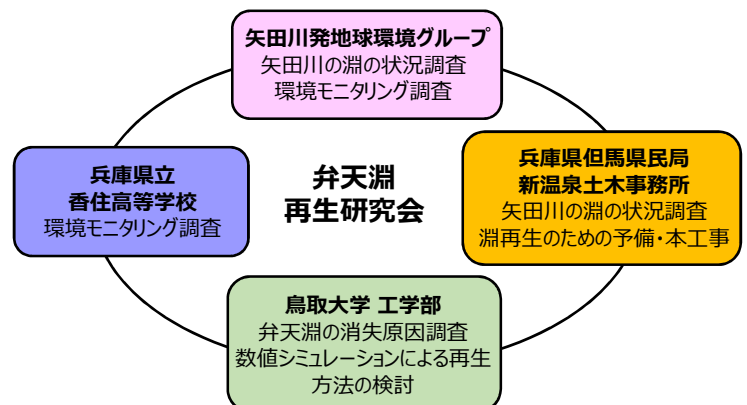 矢田川発地球環境グループ
矢田川の淵の状況調査
環境モニタリング調査
兵庫県立
香住高等学校
環境モニタリング調査
弁天淵
再生研究会
兵庫県但馬県民局
新温泉土木事務所
矢田川の淵の状況調査
淵再生のための予備・本工事
鳥取大学 工学部
弁天淵の消失原因調査
数値シミュレーションによる再生
方法の検討